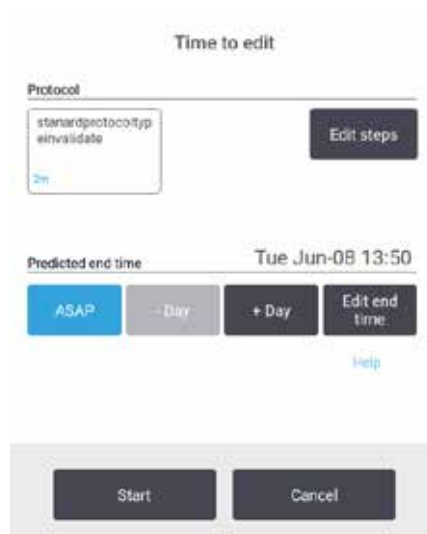 Time to edit
Protocol
stanardprotocoltyp
einvalidate
Edit steps
2m
Predicted end time
Tue Jun-08 13:50
ASAP
- Day
+ Day
Edit end
time
Help
Start
Cancel